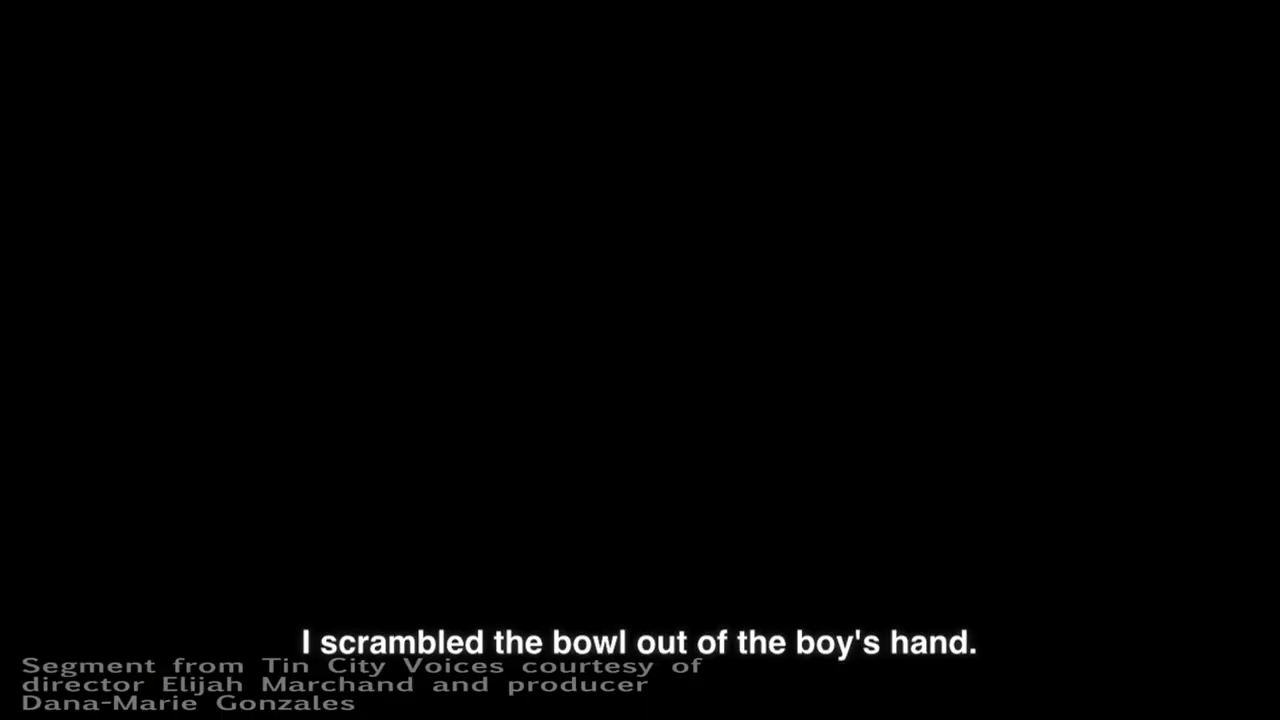 I scrambled the bowl out of the boy's hand.
Segment from Tin City Voices courtesy of
director Elijah Marchand and producer
Dana-Marie Gonzales